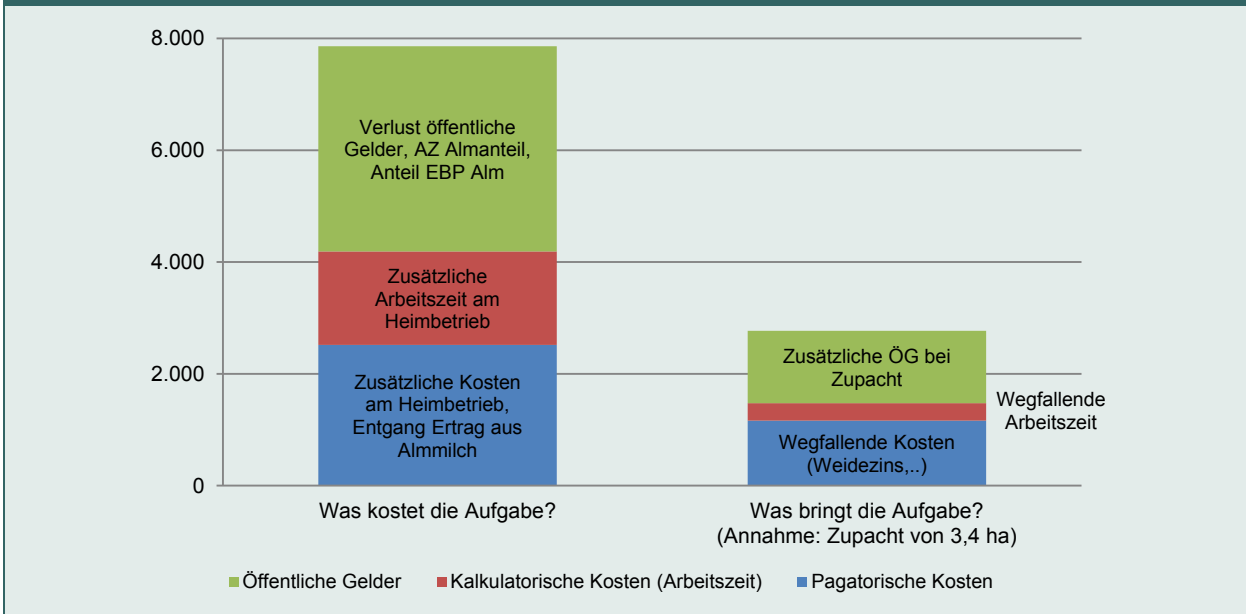 8.000
6.000
4.000
2.000
0
Verlust öffentliche
Gelder, AZ Almanteil,
Anteil EBP Alm
Zusätzliche
Arbeitszeit am
Heimbetrieb
Zusätzliche Kosten
am Heimbetrieb,
Entgang Ertrag aus
Almmilch
Zusätzliche ÖG bei
Zupacht
Wegfallende
Arbeitszeit
Wegfallende Kosten
(Weidezins,..)
Was kostet die Aufgabe?
Was bringt die Aufgabe?
(Annahme: Zupacht von 3,4 ha)
Öffentliche Gelder
Kalkulatorische Kosten (Arbeitszeit)
Pagatorische Kosten